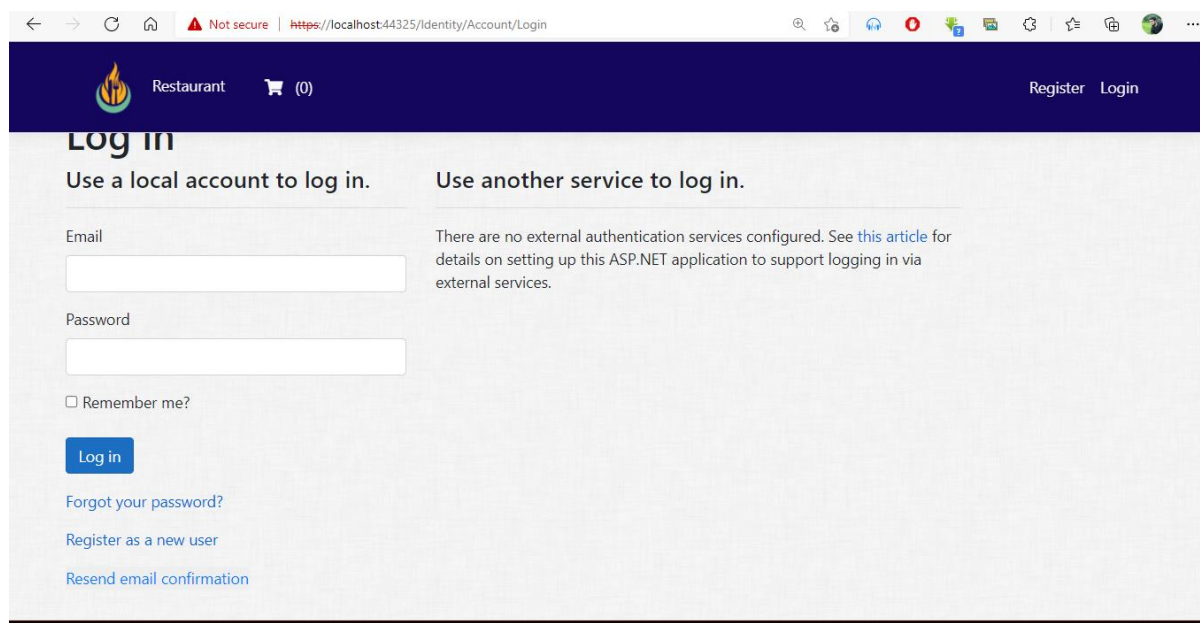 Not secure | https://localhost:44325/Identity/Account/Login
Restaurant (0) Register Login
Log in
Use a local account to log in.
Use another service to log in.
Email
There are no external authentication services configured. See this article for
details on setting up this ASP.NET application to support logging in via
external services.
Password
Remember me?
Log in
Forgot your password?
Register as a new user
Resend email confirmation